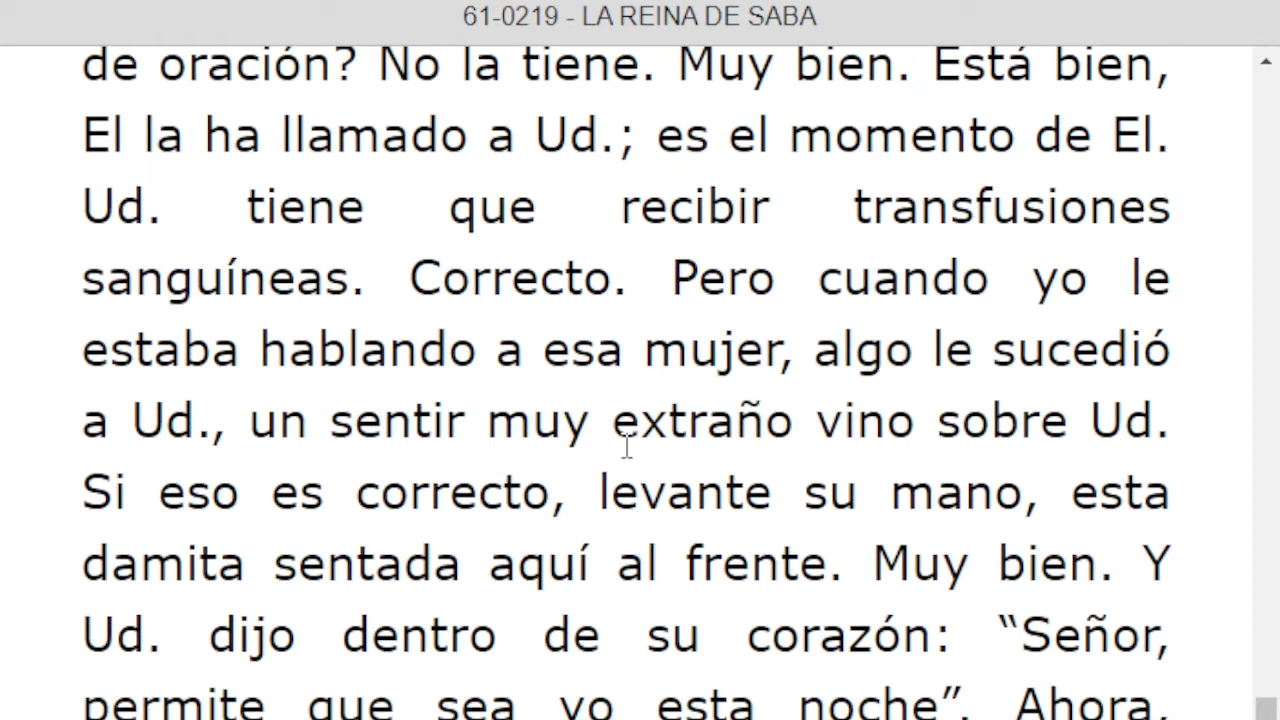 61-0219 - LA REINA DE SABA
de oración? No la tiene. Muy bien. Está bien,
El la ha llamado a Ud.; es el momento de El.
Ud. tiene que recibir transfusiones
sanguíneas. Correcto. Pero cuando yo le
estaba hablando a esa mujer, algo le sucedió
a Ud., un sentir muy extraño vino sobre Ud.
Si eso es correcto, levante su mano, esta
damita sentada aquí al frente. Muy bien. Y
Ud. dijo dentro de su corazón: “Señor,
permite que sea yo esta noche”. Ahora,